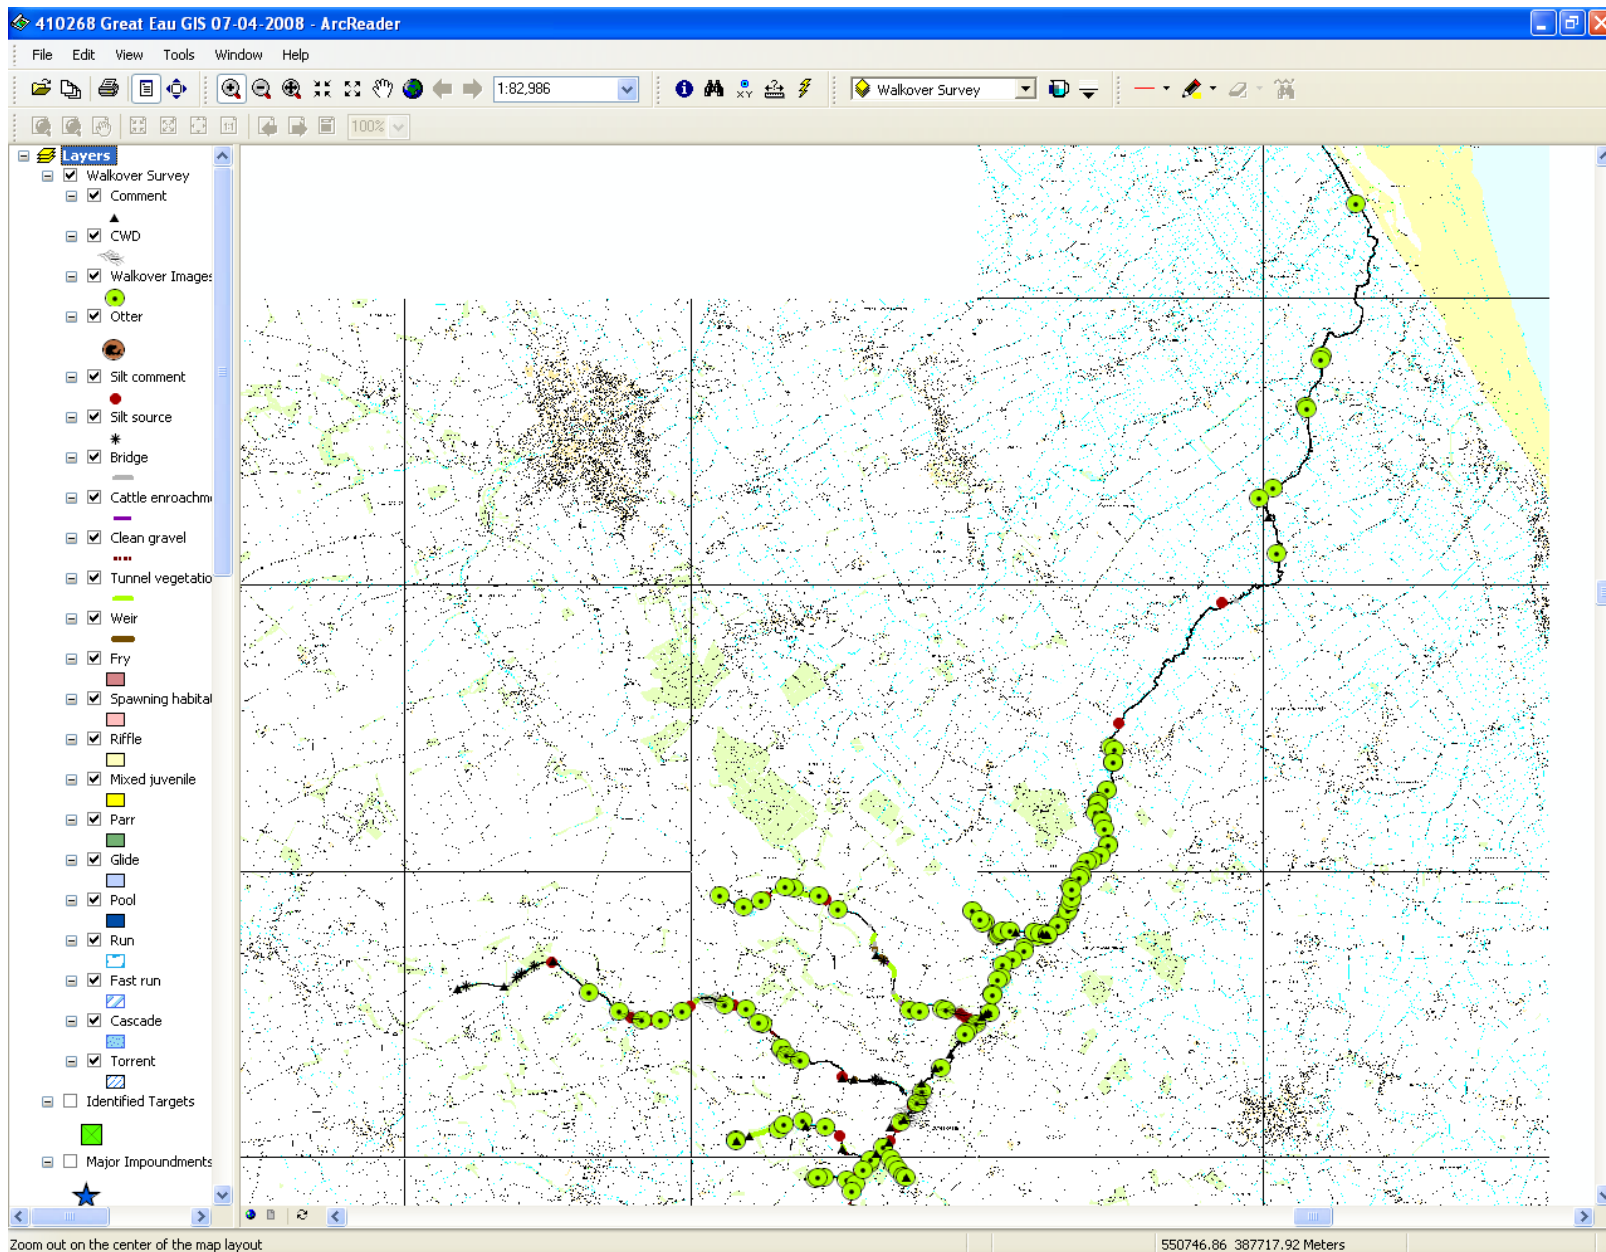 410268 Great Eau GIS 07-04-2008 - ArcReader
File Edit View Tools Window Help
1:82,986
Walkover Survey
100%
Layers
Walkover Survey
Comment
CWD
Walkover Images
Otter
Silt comment
Silt source
Bridge
Cattle enroachm
Clean gravel
Tunnel vegetatio
Weir
Fry
Spawning habitat
Riffle
Mixed juvenile
Parr
Glide
Pool
Run
Fast run
Cascade
Torrent
Identified Targets
Major Impoundments
Zoom out on the center of the map layout
550746.86 387717.92 Meters